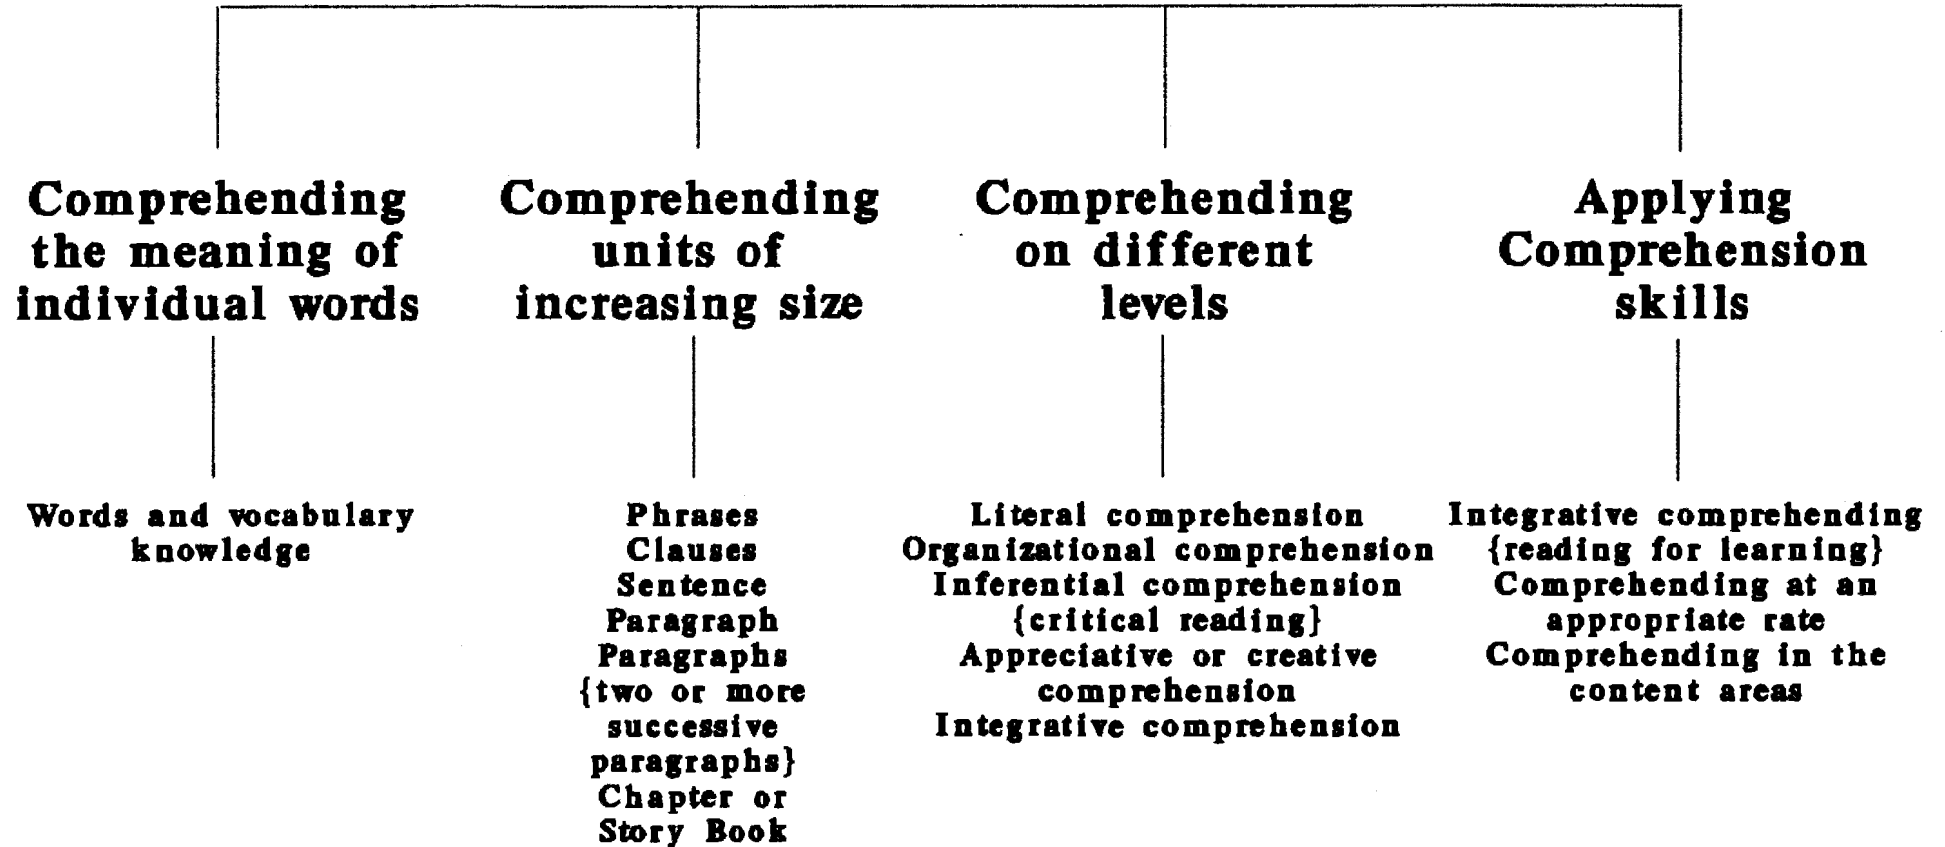 Comprehending
the meaning of
individual words
Comprehending
units of
increasing size
Comprehending
on different
levels
Applying
Comprehension
skills
Words and vocabulary
knowledge
Phrases
Clauses
Sentence
Paragraph
Paragraphs
{two or more
successive
paragraphs}
Chapter or
Story Book
Literal comprehension
Organizational comprehension
Inferential comprehension
{critical reading}
Appreciative or creative
comprehension
Integrative comprehension
Integrative comprehending
{reading for learning}
Comprehending at an
appropriate rate
Comprehending in the
content areas